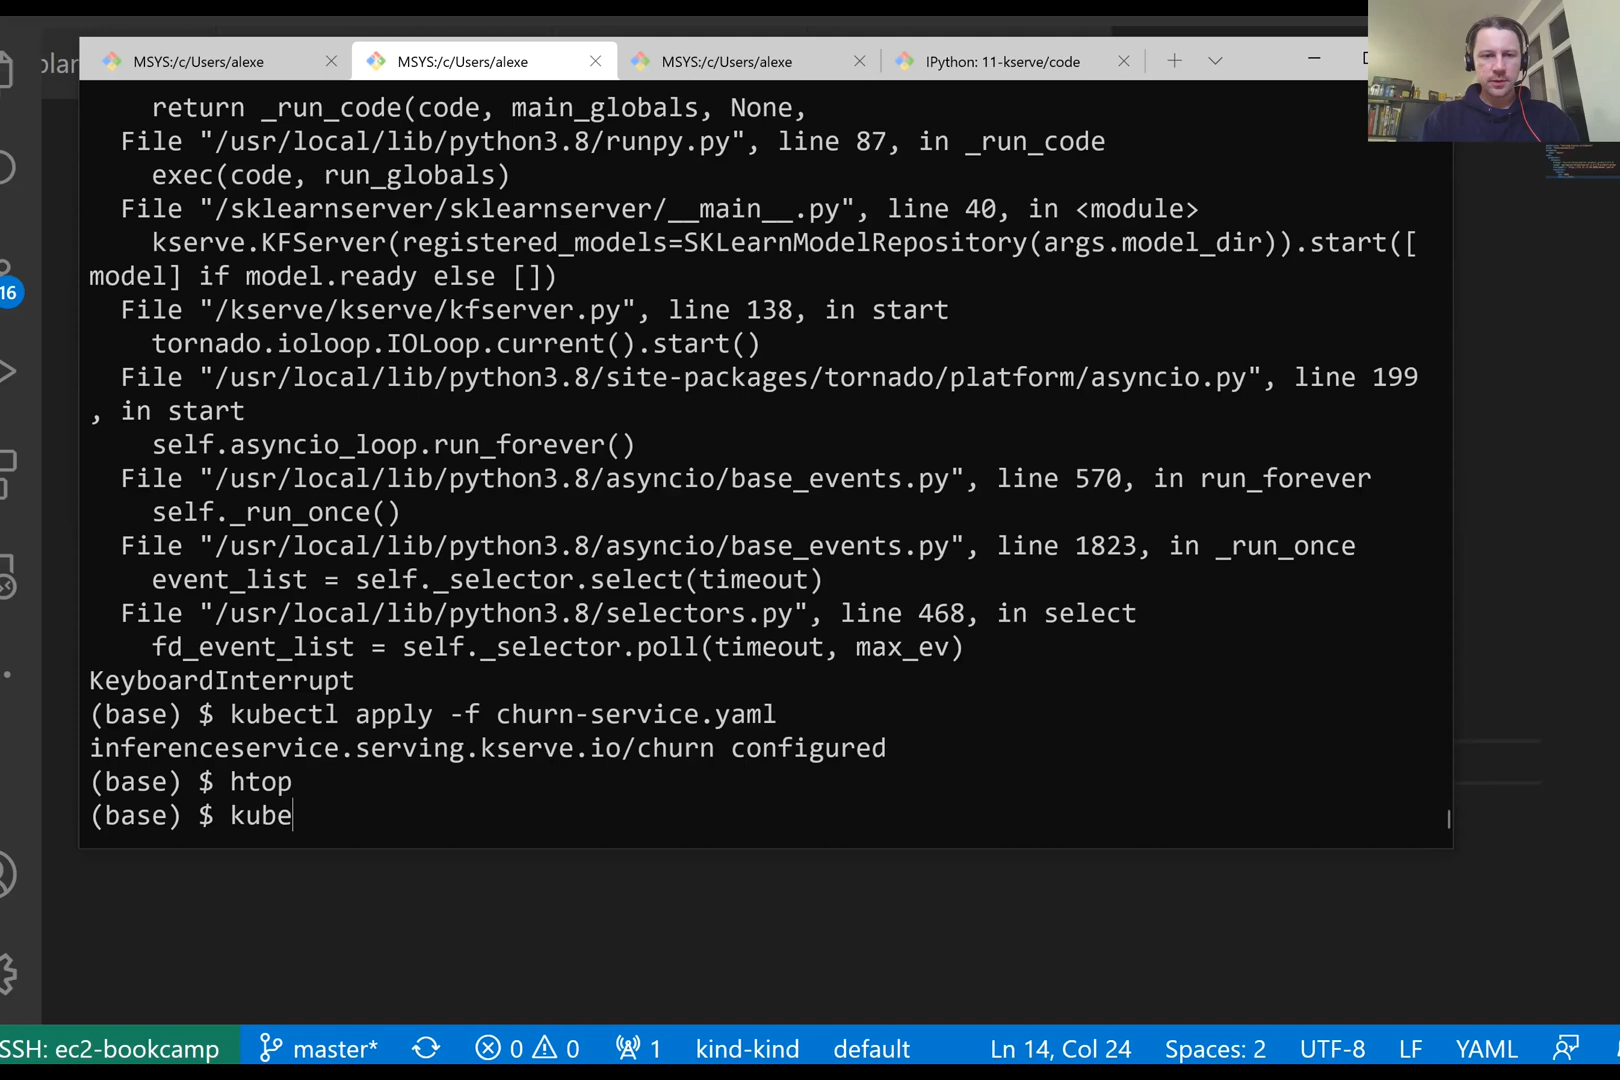 plar
MSYS:/c/Users/alexe
MSYS:/c/Users/alexe
MSYS:/c/Users/alexe
IPython: 11-kserve/code
return _run_code(code, main_globals, None,
File "/usr/local/lib/python3.8/runpy.py", line 87, in _run_code
exec(code, run_globals)
File "/sklearnserver/sklearnserver/__main__.py", line 40, in <module>
kserve.KFServer(registered_models=SKLearnModelRepository(args.model_dir)).start([
model] if model.ready else [])
File "/kserve/kserve/kfserver.py", line 138, in start
tornado.ioloop.IOLoop.current().start()
File "/usr/local/lib/python3.8/site-packages/tornado/platform/asyncio.py", line 199
, in start
self.asyncio_loop.run_forever()
File "/usr/local/lib/python3.8/asyncio/base_events.py", line 570, in run_forever
self._run_once()
File "/usr/local/lib/python3.8/asyncio/base_events.py", line 1823, in _run_once
event_list = self._selector.select(timeout)
File "/usr/local/lib/python3.8/selectors.py", line 468, in select
fd_event_list = self._selector.poll(timeout, max_ev)
KeyboardInterrupt
(base) $ kubectl apply -f churn-service.yaml
inferenceservice.serving.kserve.io/churn configured
(base) $ htop
(base) $ kube
16
SSH: ec2-bookcamp
master*
0
0
1
kind-kind
default
Ln 14, Col 24
Spaces: 2
UTF-8
LF
YAML